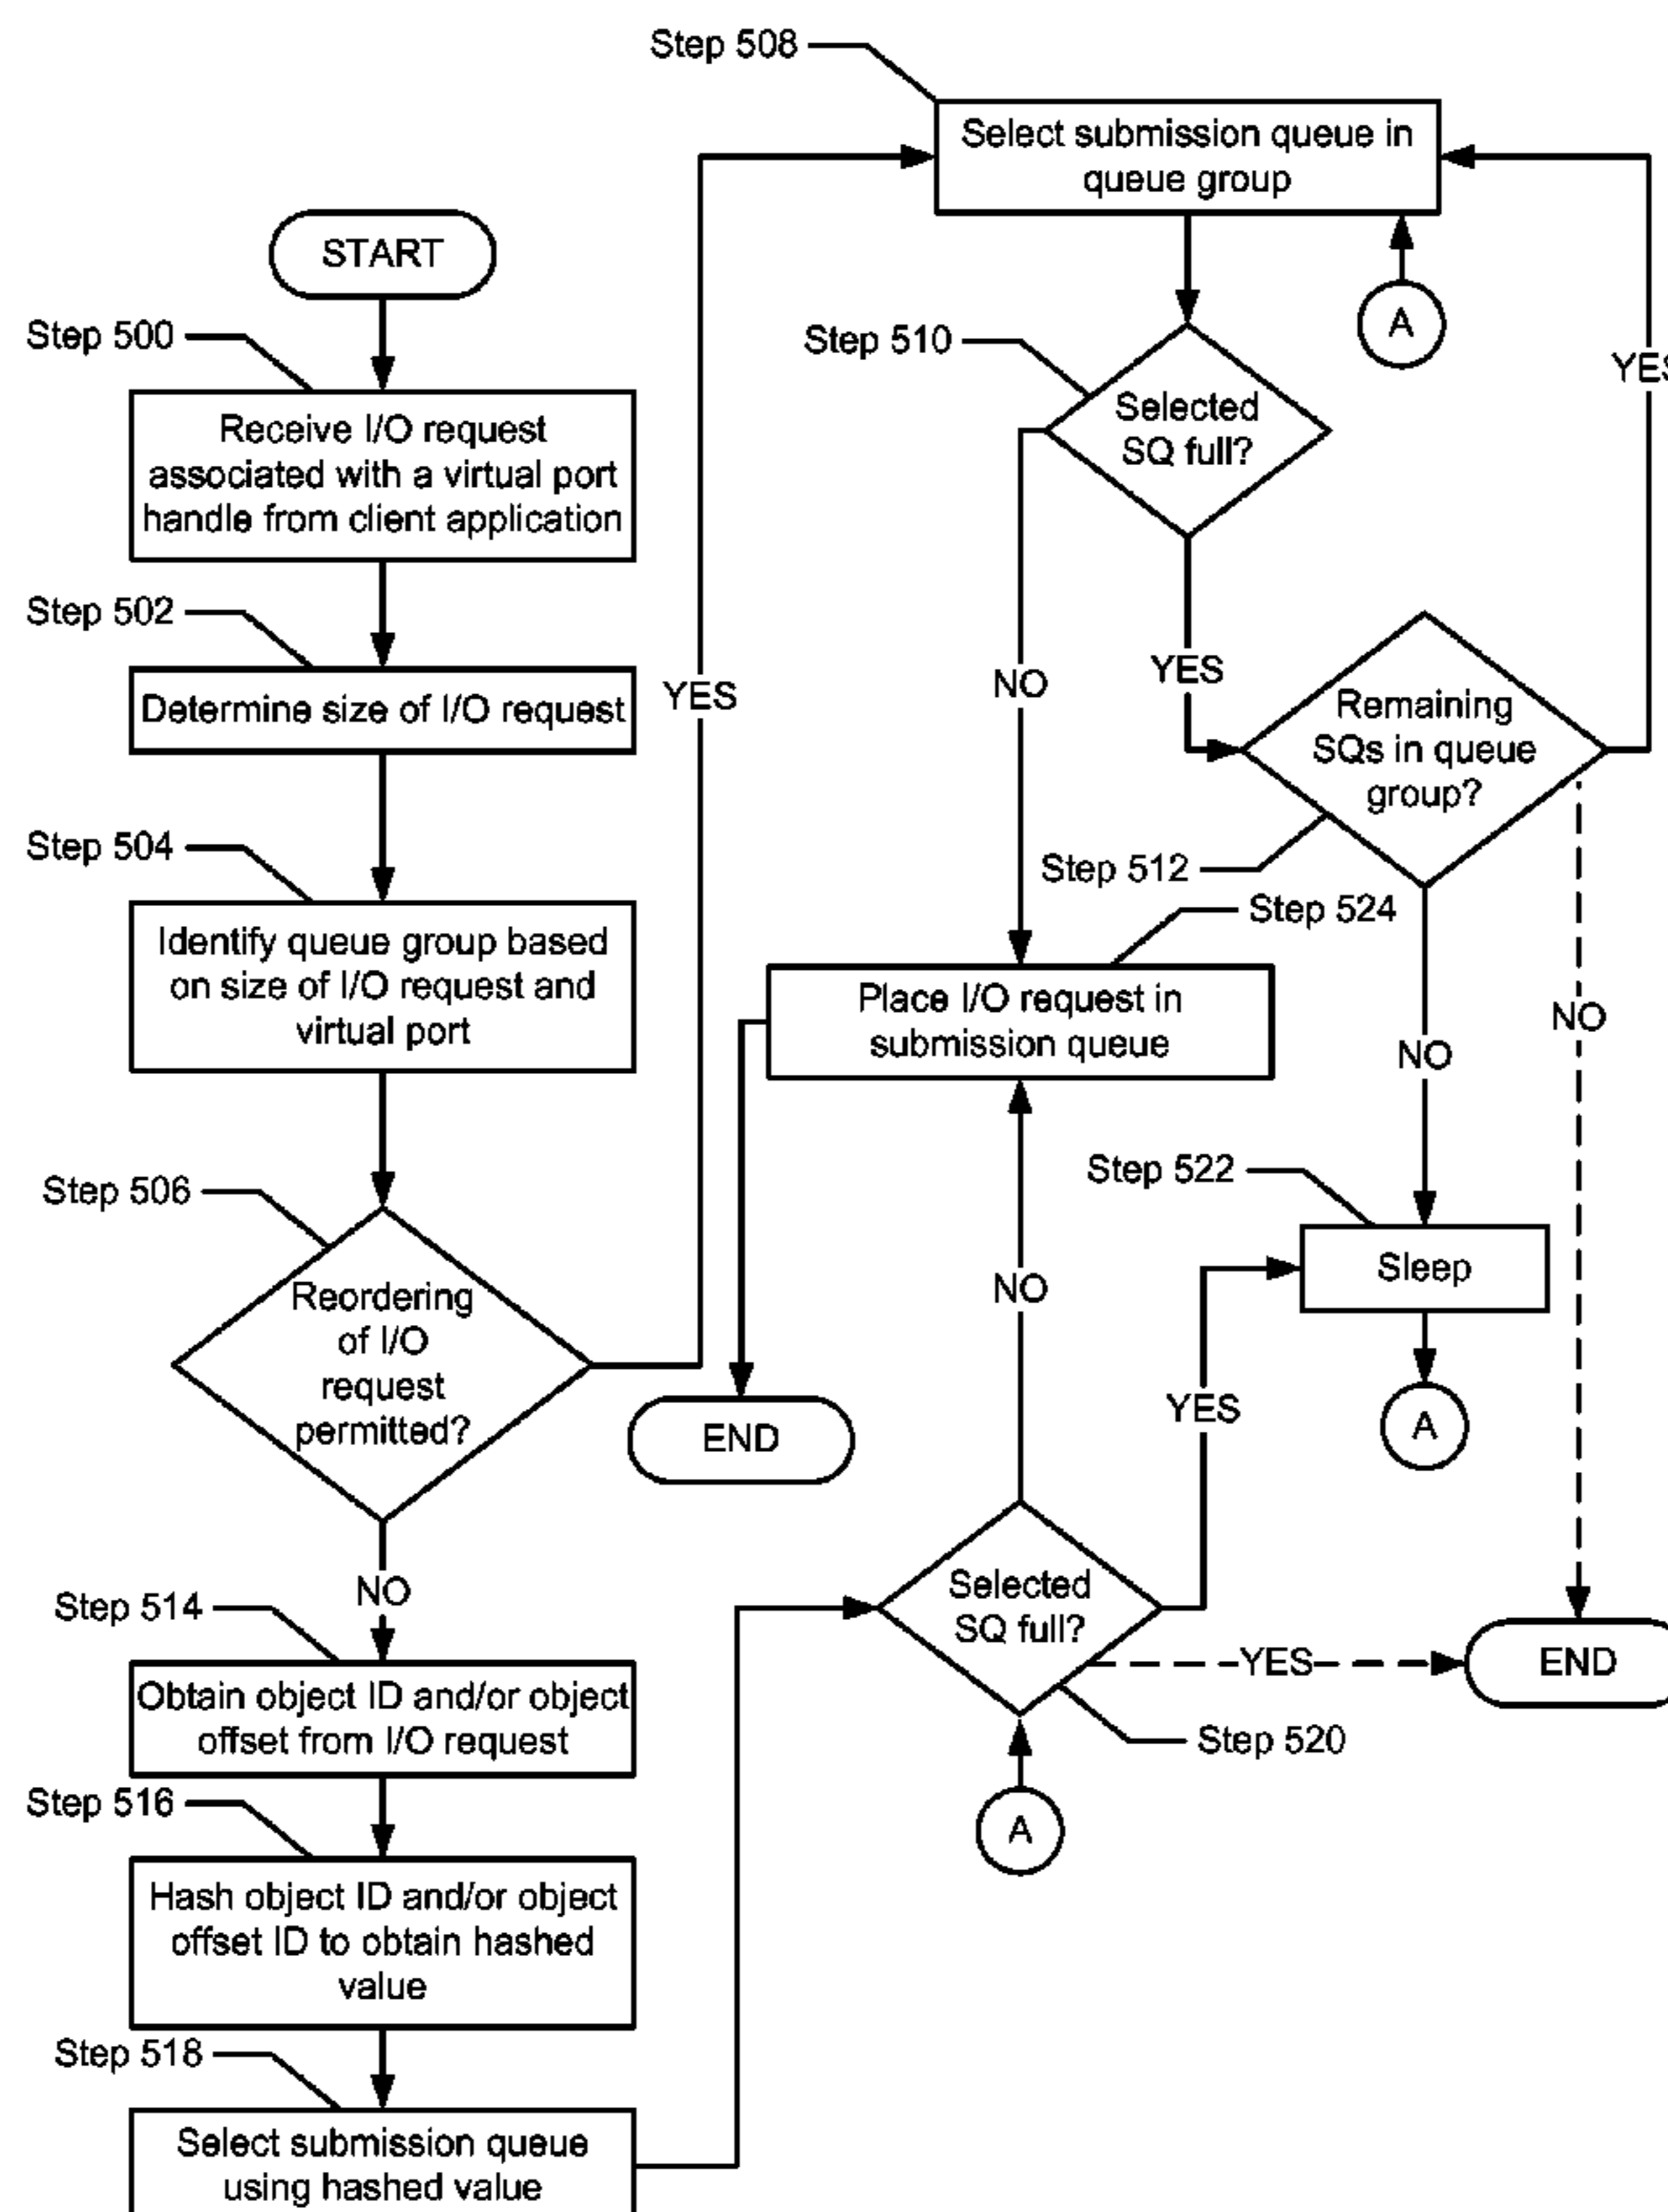 START
Step 500
Receive I/O request
associated with a virtual port
handle from client application
Step 502
Determine size of I/O request
Step 504
Identify queue group based
on size of I/O request and
virtual port
Step 506
Reordering
of I/O
request
permitted?
YES
NO
Step 514
Obtain object ID and/or object
offset from I/O request
Step 516
Hash object ID and/or object
offset ID to obtain hashed
value
Step 518
Select submission queue
using hashed value
Step 508
Select submission queue in
queue group
A
Step 510
Selected
SQ full?
NO
YES
Remaining
SQs in queue
group?
YES
Step 512
NO
NO
Step 524
Place I/O request in
submission queue
END
Step 522
Sleep
A
NO
YES
Selected
SQ full?
YES
Step 520
A
END